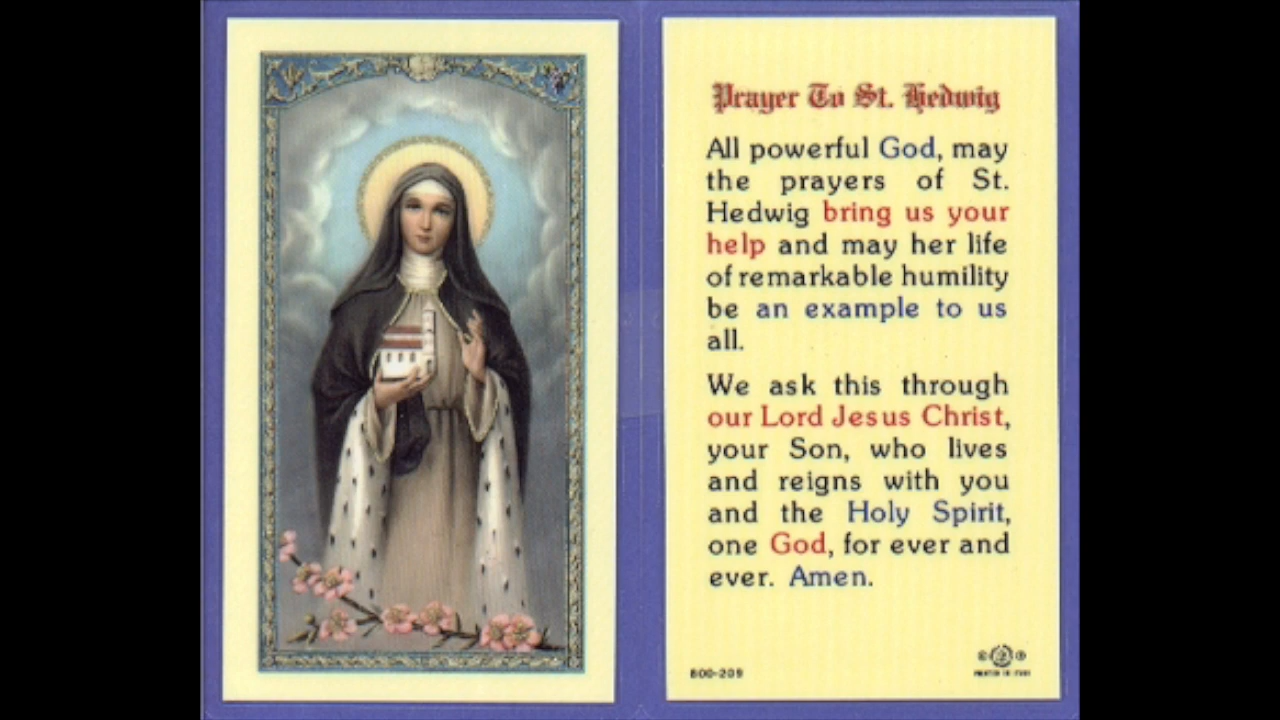 Prayer To St. Hedwig
All powerful God, may
the prayers of St.
Hedwig bring us your
help and may her life
of remarkable humility
be an example to us
all.
We ask this through
our Lord Jesus Christ,
your Son, who lives
and reigns with you
and the Holy Spirit,
one God, for ever and
ever. Amen.
800-209
PRINTED IN ITALY